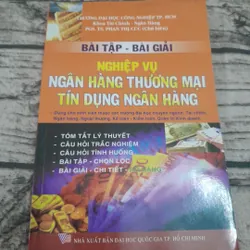 TRƯỜNG ĐẠI HỌC CÔNG NGHIỆP TP. HCM
Khoa Tài Chính - Ngân Hàng
PGS. TS. PHAN THỊ CÚC (Chủ biên)
BÀI TẬP - BÀI GIẢI
NGHIỆP VỤ
NGÂN HÀNG THƯƠNG MẠI
TÍN DỤNG NGÂN HÀNG
- TÓM TẮT LÝ THUYẾT
- CÂU HỎI TRẮC NGHIỆM
- CÂU HỎI TÌNH HUỐNG
- BÀI TẬP - CHỌN LỌC
- BÀI GIẢI - CHI TIẾT
NHÀ XUẤT BẢN ĐẠI HỌC QUỐC GIA TP. HỒ CHÍ MINH